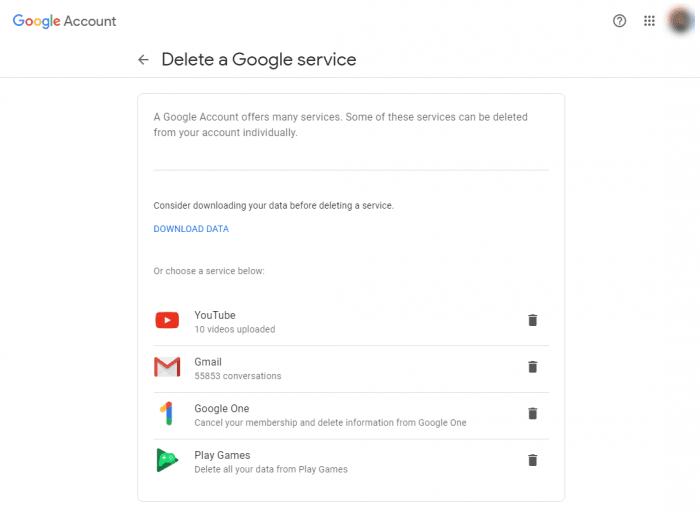 Google Account
Delete a Google service
A Google Account offers many services. Some of these services can be deleted
from your account individually.
Consider downloading your data before deleting a service.
DOWNLOAD DATA
Or choose a service below:
YouTube
10 videos uploaded
Gmail
55853 conversations
Google One
Cancel your membership and delete information from Google One
Play Games
Delete all your data from Play Games